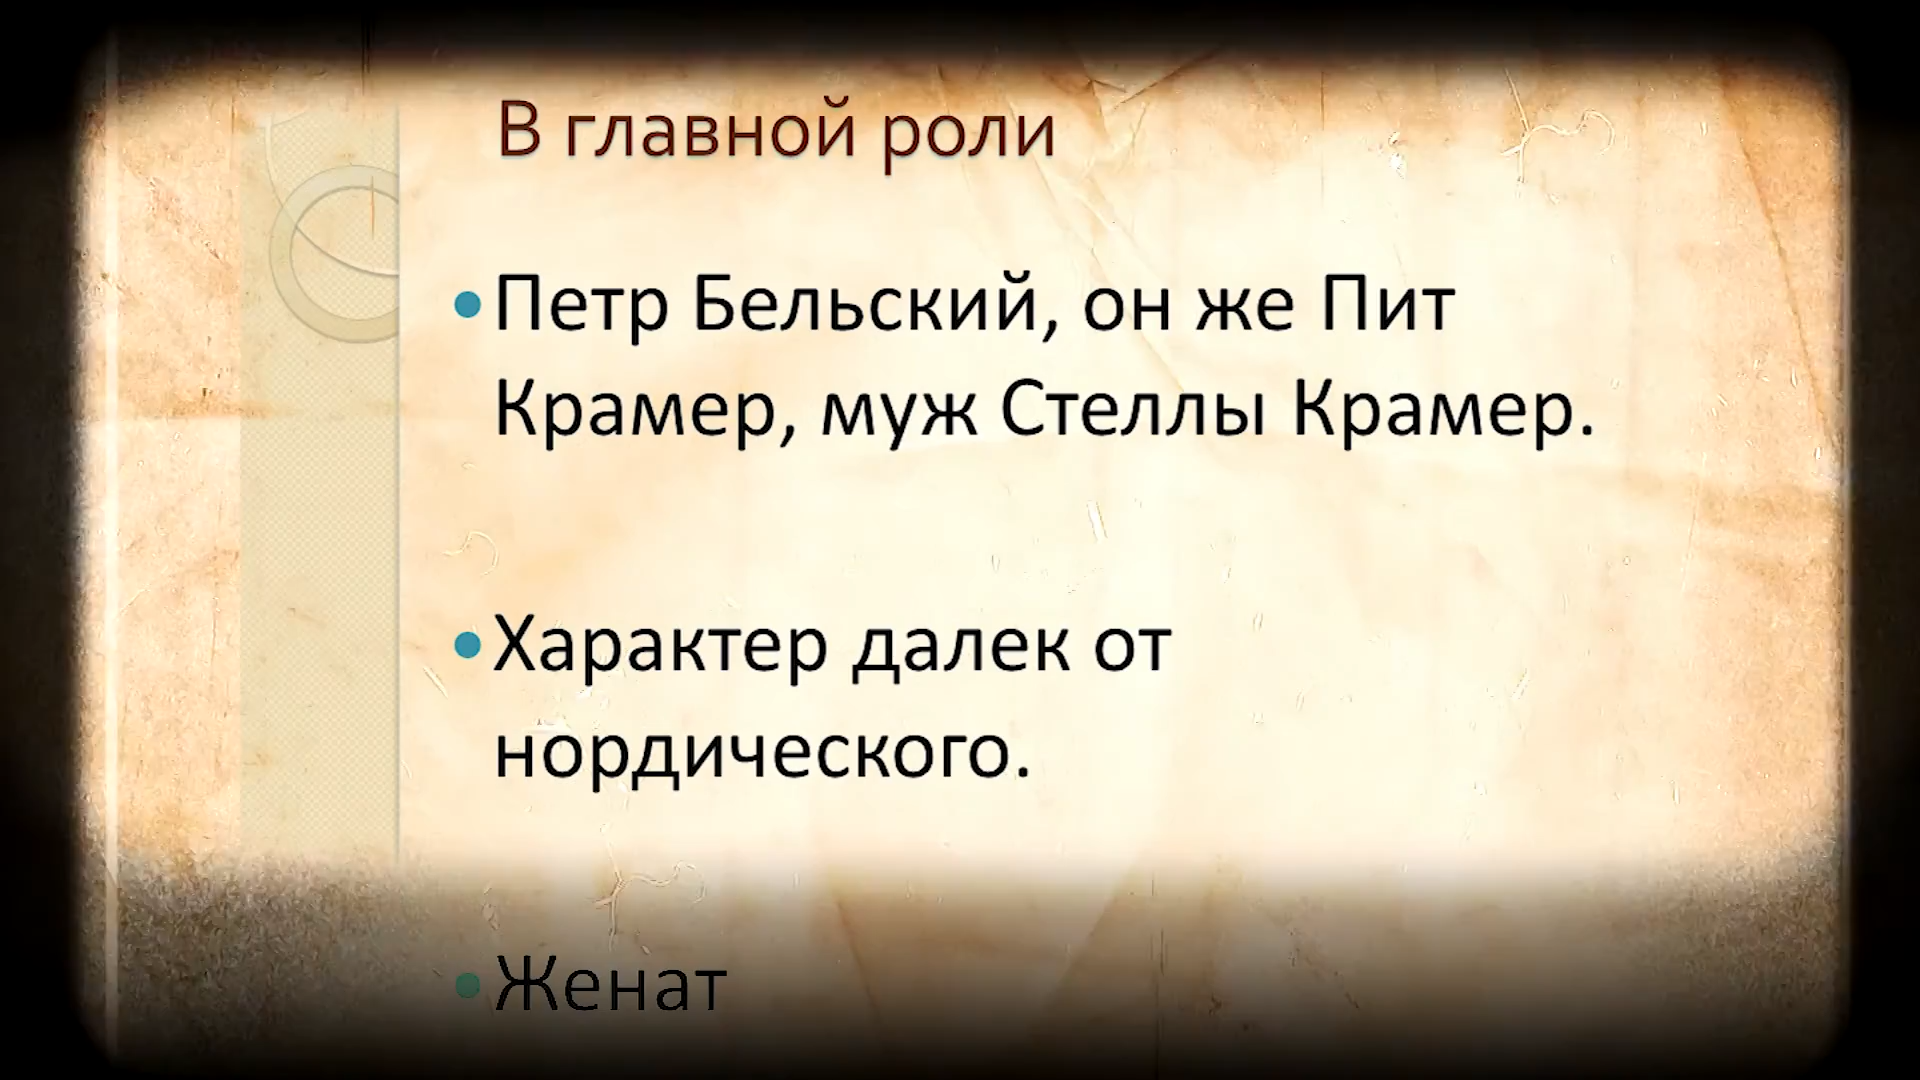 В главной роли
•Петр Бельский, он же Пит
Крамер, муж Стеллы Крамер.
•Характер далек от
нордического.
•Женат